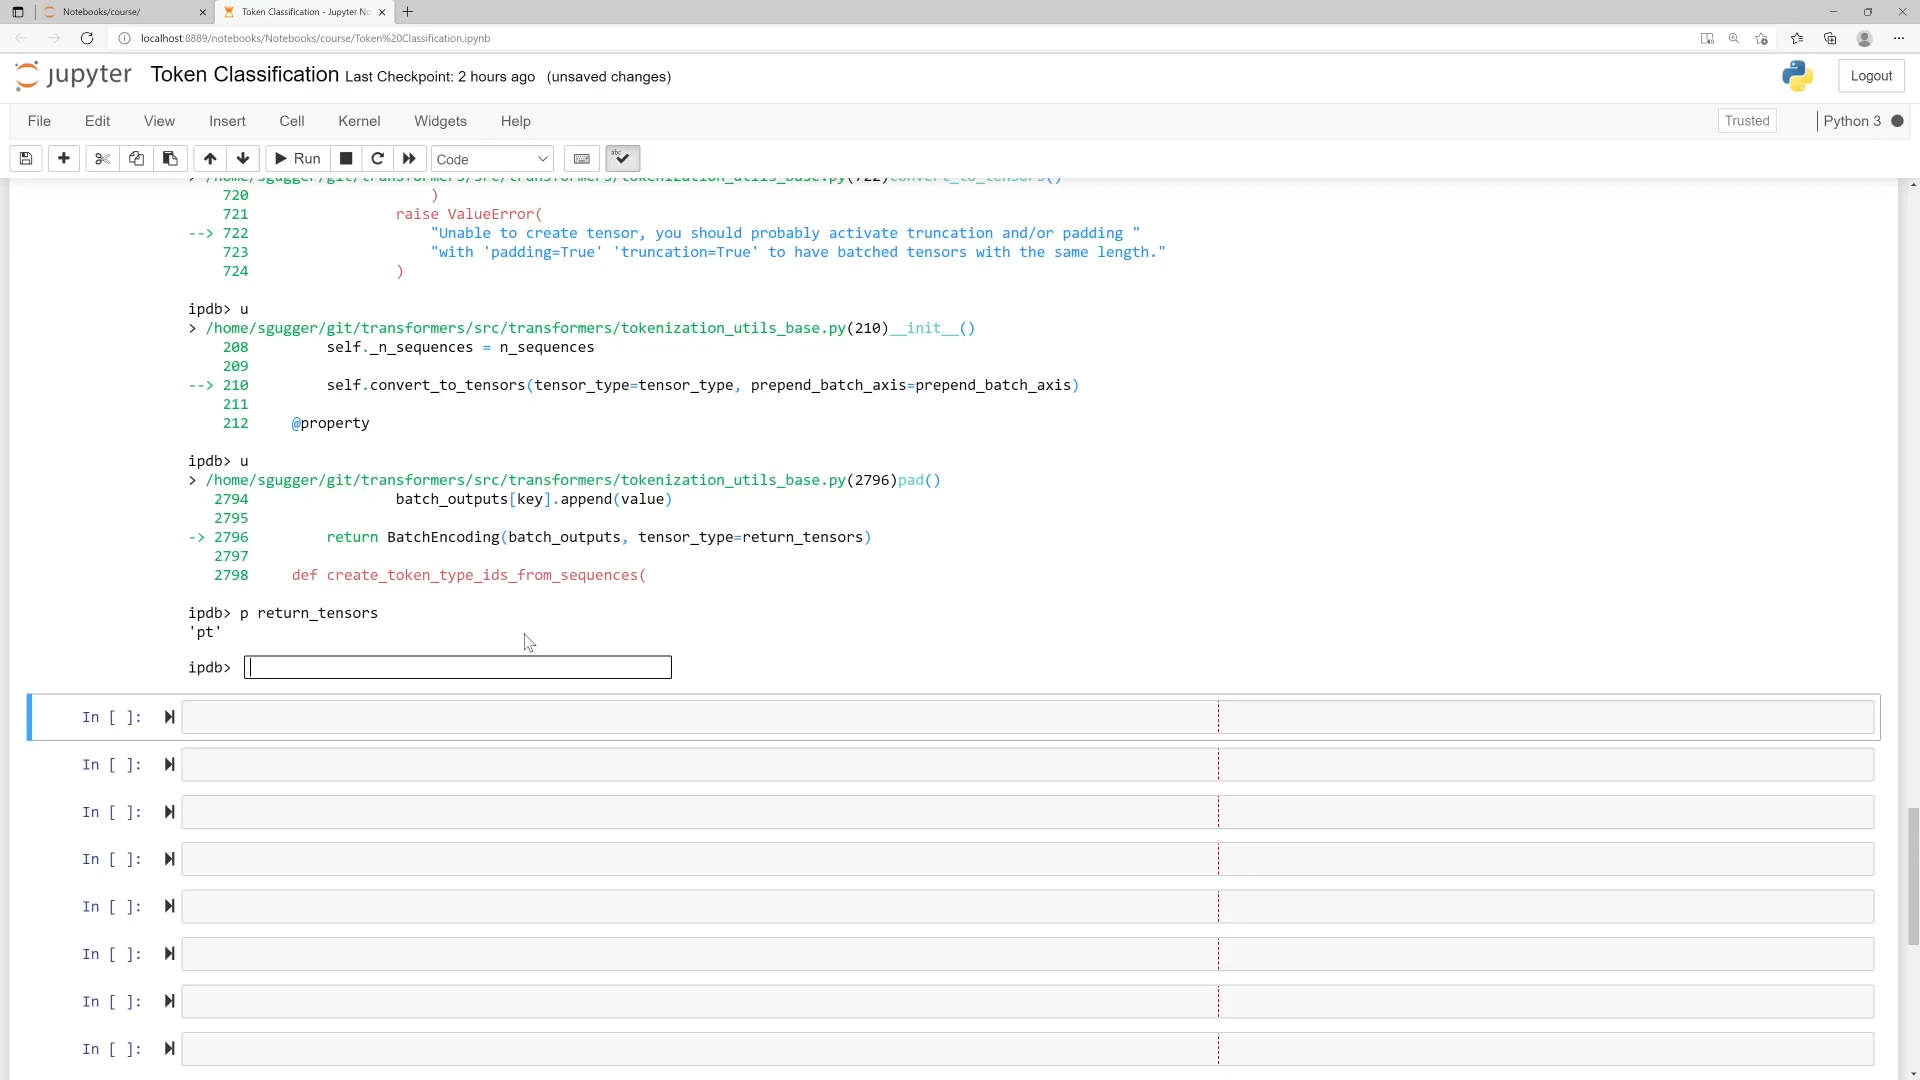 Notebooks/course/
Token Classification - Jupyter No
localhost:8889/notebooks/Notebooks/course/Token%20Classification.ipynb
jupyter Token Classification Last Checkpoint: 2 hours ago (unsaved changes)
Logout
File Edit View Insert Cell Kernel Widgets Help
Trusted
Python 3
Run
Code
> /home/sgugger/git/transformers/src/transformers/tokenization_utils_base.py(722)convert_to_tensors()
720 )
721 raise ValueError(
--> 722 "Unable to create tensor, you should probably activate truncation and/or padding "
723 "with 'padding=True' 'truncation=True' to have batched tensors with the same length."
724 )
ipdb> u
> /home/sgugger/git/transformers/src/transformers/tokenization_utils_base.py(210)__init__()
208 self._n_sequences = n_sequences
209
--> 210 self.convert_to_tensors(tensor_type=tensor_type, prepend_batch_axis=prepend_batch_axis)
211
212 @property
ipdb> u
> /home/sgugger/git/transformers/src/transformers/tokenization_utils_base.py(2796)pad()
2794 batch_outputs[key].append(value)
2795
-> 2796 return BatchEncoding(batch_outputs, tensor_type=return_tensors)
2797
2798 def create_token_type_ids_from_sequences(
ipdb> p return_tensors
'pt'
ipdb>
In [ ]:
In [ ]:
In [ ]:
In [ ]:
In [ ]:
In [ ]:
In [ ]:
In [ ]: